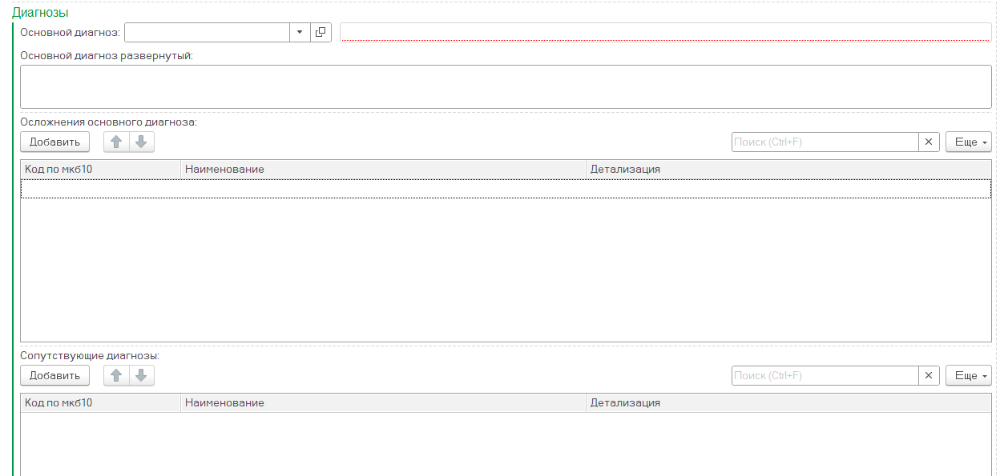 Диагнозы
Основной диагноз:
Основной диагноз развернутый:
Осложнения основного диагноза:
Добавить Поиск (Ctrl+F) Еще
Код по мкб10 Наименование Детализация
Сопутствующие диагнозы:
Добавить Поиск (Ctrl+F) Еще
Код по мкб10 Наименование Детализация